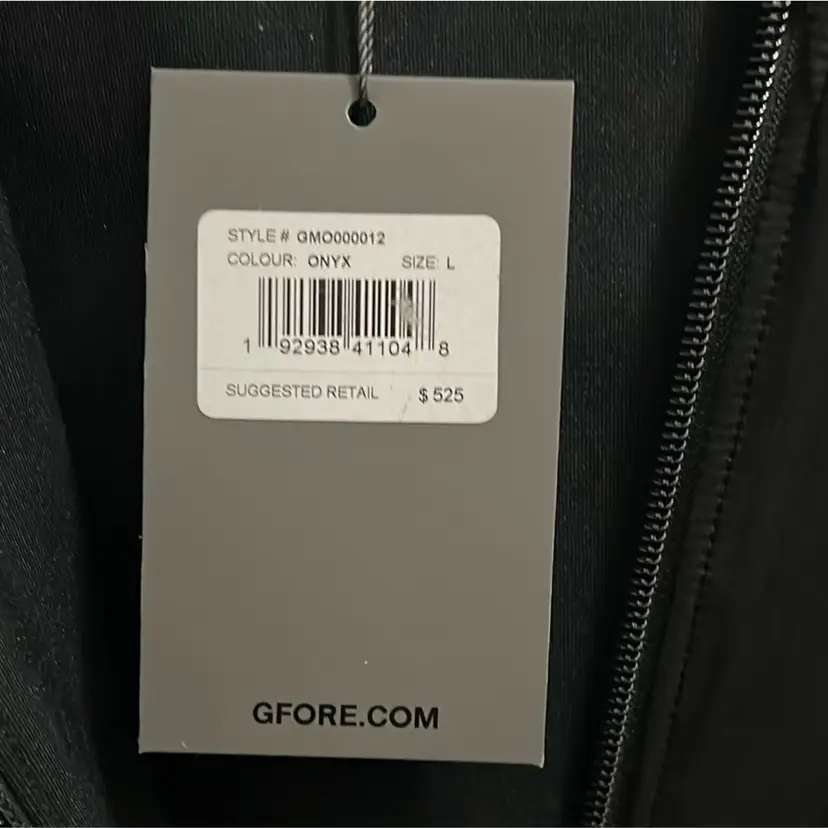 STYLE # GMO000012
COLOUR: ONYX SIZE: L
1 92938 41104 8
SUGGESTED RETAIL $ 525
GFORE.COM